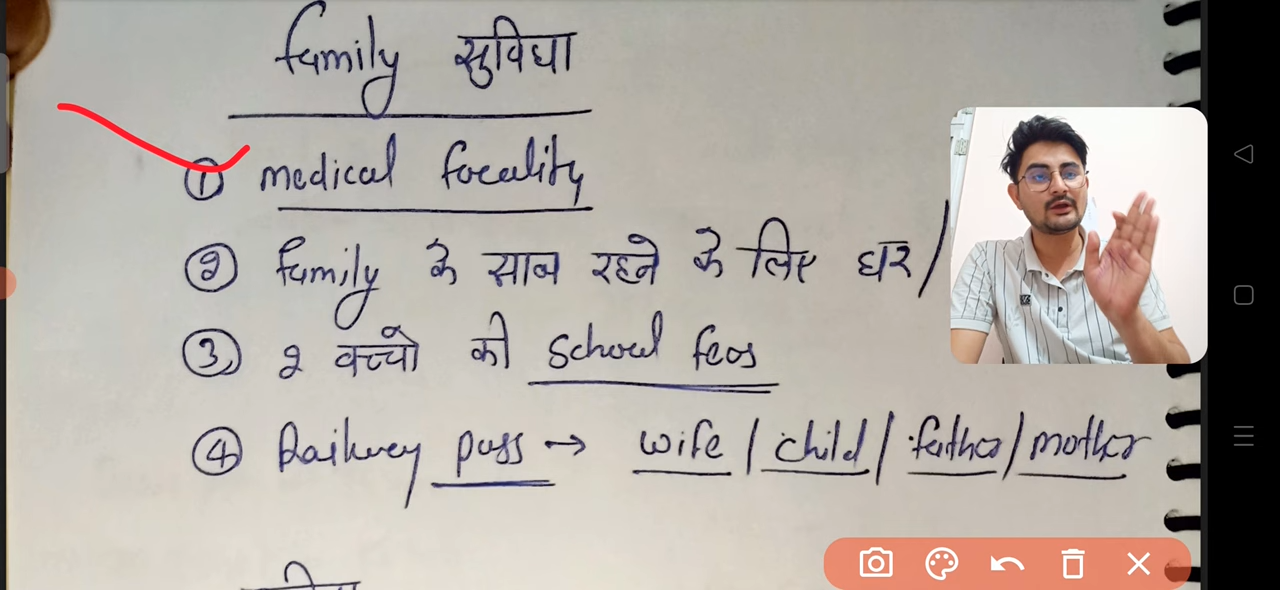 family सुविधा
① medical focality
② family के साथ रहने के लिए घर/
③ 2 बच्चो की school fees
④ Railway pass → wife / child / father / mother